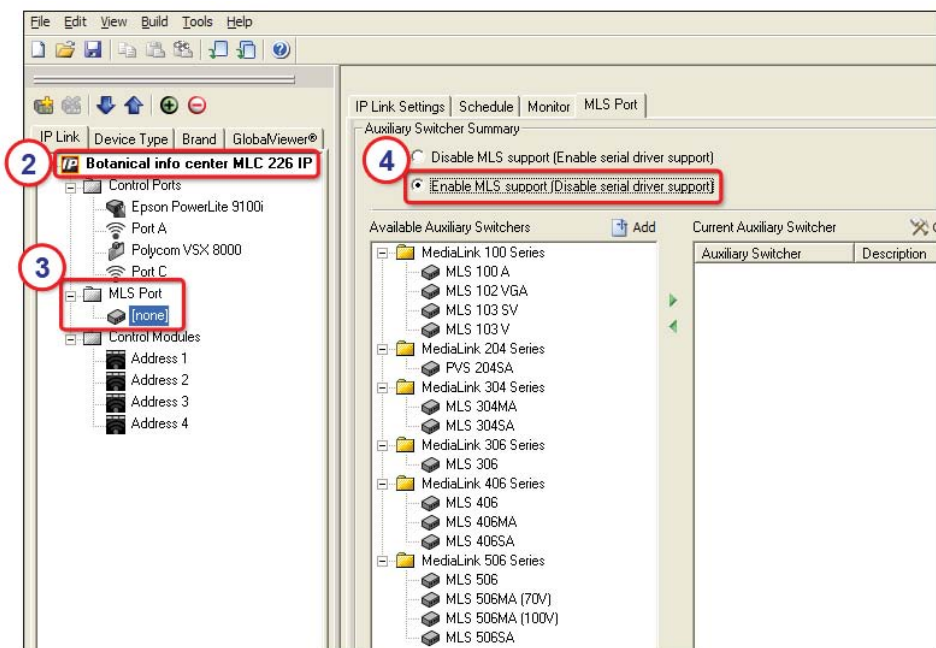 File Edit View Build Tools Help
IP Link Device Type Brand GlobalViewer®
2 Botanical info center MLC 226 IP
Control Ports
Epson PowerLite 9100i
Port A
Polycom VSX 8000
Port C
3 MLS Port
[none]
Control Modules
Address 1
Address 2
Address 3
Address 4
IP Link Settings Schedule Monitor MLS Port
Auxiliary Switcher Summary
4 Disable MLS support (Enable serial driver support)
Enable MLS support (Disable serial driver support)
Available Auxiliary Switchers Add
MediaLink 100 Series
MLS 100 A
MLS 102 VGA
MLS 103 SV
MLS 103 V
MediaLink 204 Series
PVS 204SA
MediaLink 304 Series
MLS 304MA
MLS 304SA
MediaLink 306 Series
MLS 306
MediaLink 406 Series
MLS 406
MLS 406MA
MLS 406SA
MediaLink 506 Series
MLS 506
MLS 506MA (70V)
MLS 506MA (100V)
MLS 506SA
Current Auxiliary Switcher
Auxiliary Switcher Description